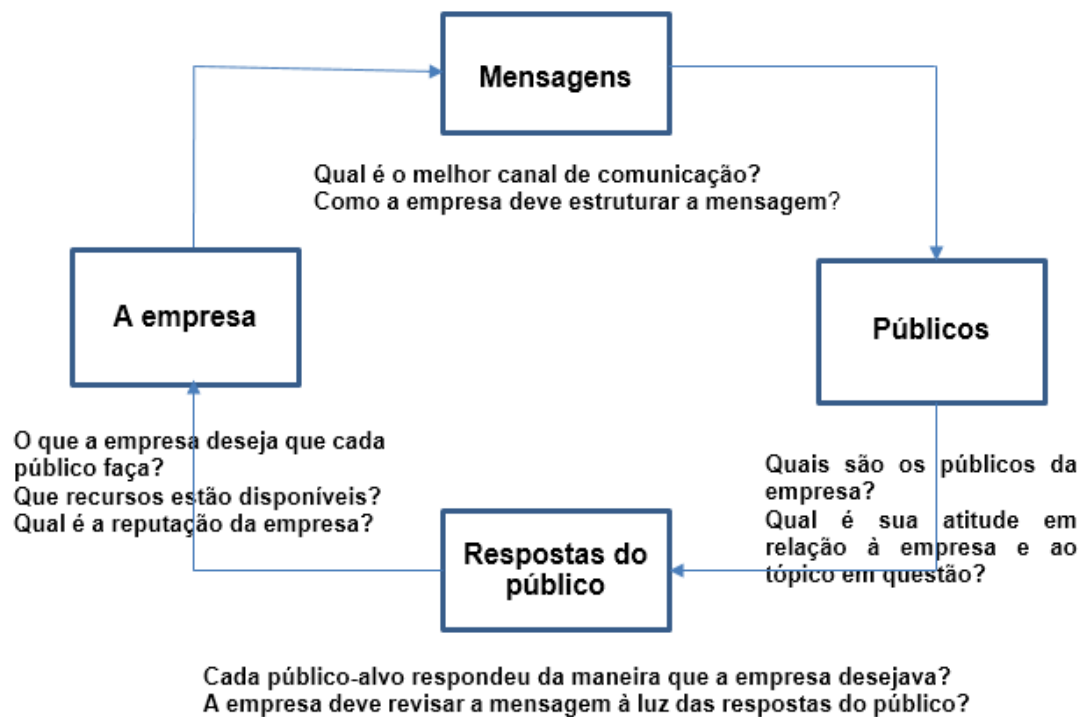 Mensagens
Qual é o melhor canal de comunicação?
Como a empresa deve estruturar a mensagem?
A empresa
Públicos
O que a empresa deseja que cada
público faça?
Que recursos estão disponíveis?
Qual é a reputação da empresa?
Quais são os públicos da
empresa?
Qual é sua atitude em
relação à empresa e ao
tópico em questão?
Respostas do
público
Cada público-alvo respondeu da maneira que a empresa desejava?
A empresa deve revisar a mensagem à luz das respostas do público?